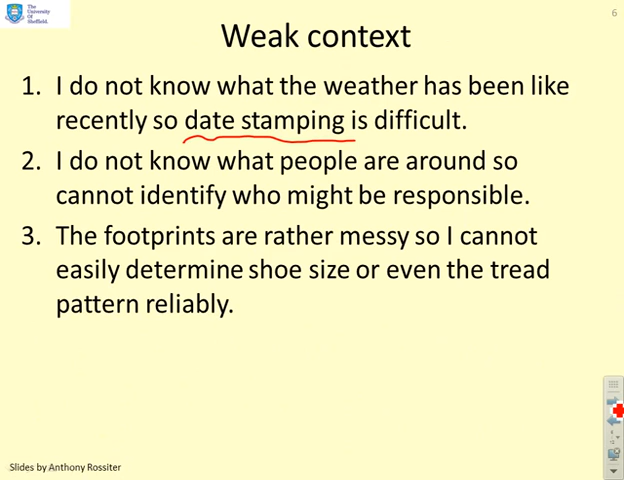 The
University
Of
Sheffield.
6
Weak context
1. I do not know what the weather has been like
recently so date stamping is difficult.
2. I do not know what people are around so
cannot identify who might be responsible.
3. The footprints are rather messy so I cannot
easily determine shoe size or even the tread
pattern reliably.
Slides by Anthony Rossiter